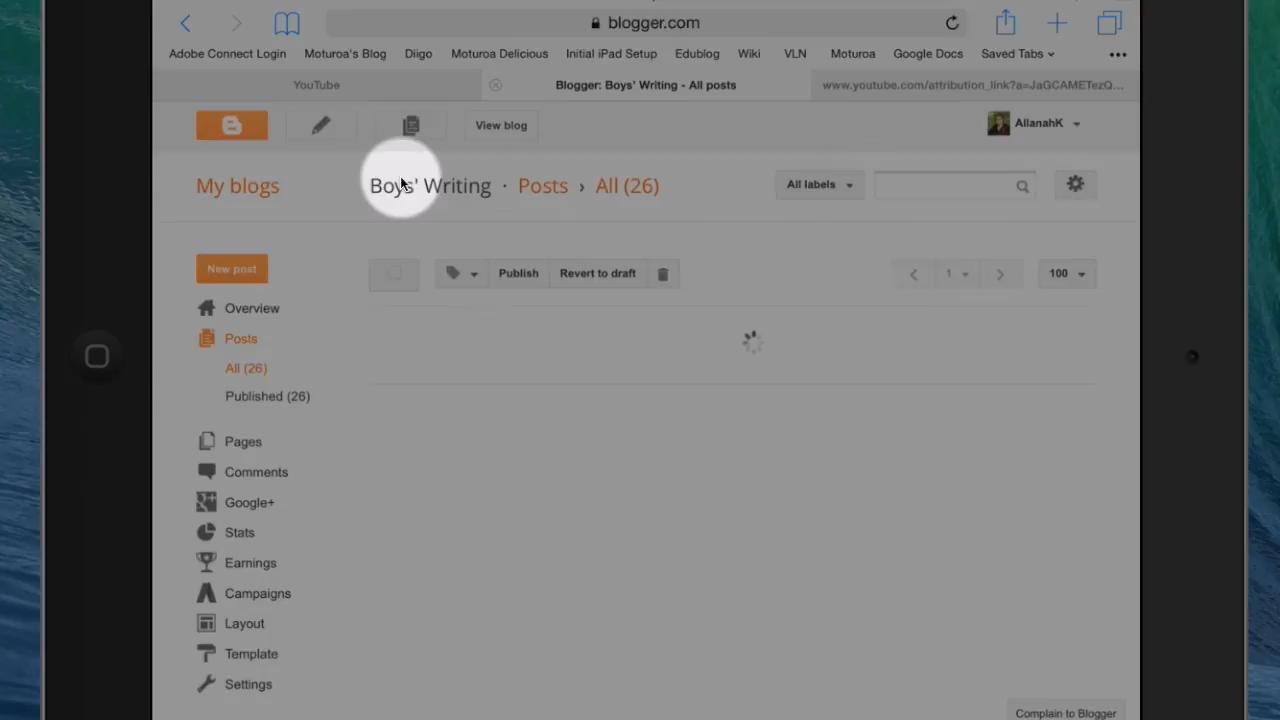 blogger.com
Adobe Connect Login Moturoa's Blog Diigo Moturoa Delicious Initial iPad Setup Edublog Wiki VLN Moturoa Google Docs Saved Tabs
YouTube Blogger: Boys' Writing - All posts www.youtube.com/attribution_link?a=JaGCAMETezQ...
View blog AllanahK
My blogs Boys' Writing · Posts › All (26) All labels
New post Publish Revert to draft 1 100
Overview
Posts
All (26)
Published (26)
Pages
Comments
Google+
Stats
Earnings
Campaigns
Layout
Template
Settings
Complain to Blogger